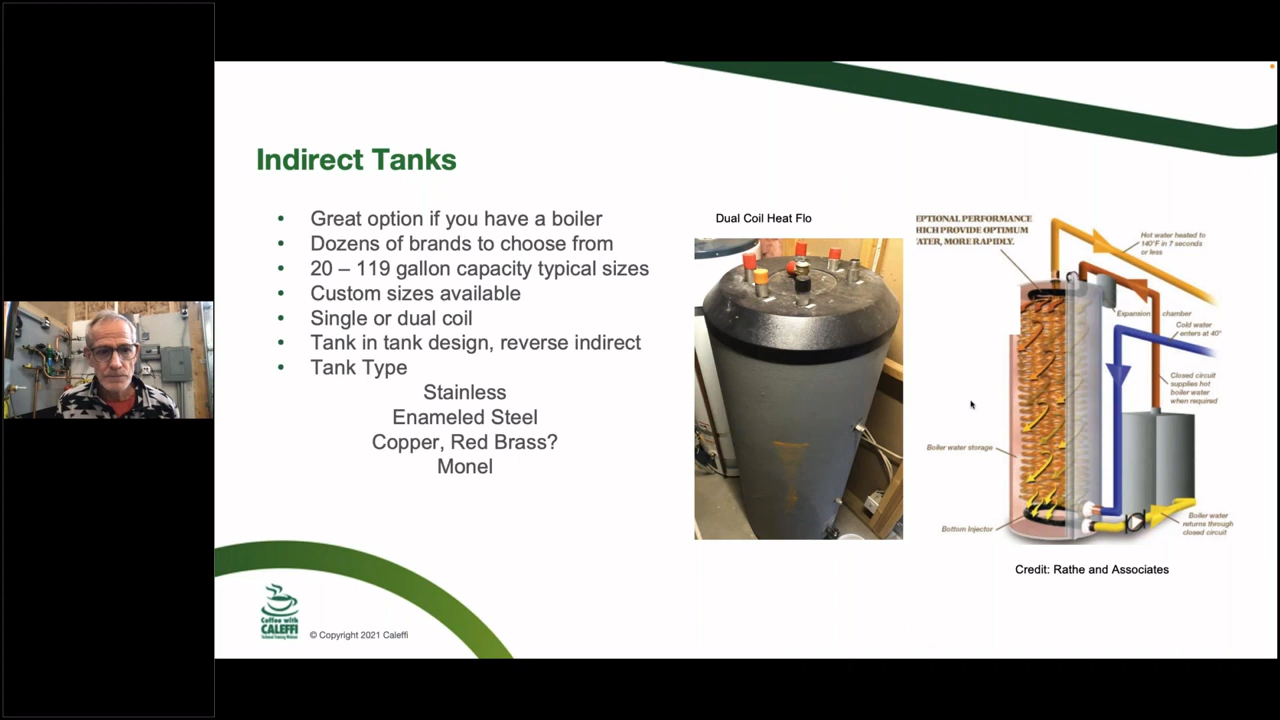 Indirect Tanks
• Great option if you have a boiler
• Dozens of brands to choose from
• 20 – 119 gallon capacity typical sizes
• Custom sizes available
• Single or dual coil
• Tank in tank design, reverse indirect
• Tank Type
Stainless
Enameled Steel
Copper, Red Brass?
Monel
Dual Coil Heat Flo
EPTIONAL PERFORMANCE
HICH PROVIDE OPTIMUM
ATER, MORE RAPIDLY.
Hot water heated to
140°F in 7 seconds
or less
Expansion chamber
Cold water
enters at 40°
Closed circuit
supplies hot
boiler water
when required
Boiler water storage
Bottom Injector
Boiler water
returns through
closed circuit
Credit: Rathe and Associates
Coffee with
CALEFFI
Technical Training Webinar
© Copyright 2021 Caleffi